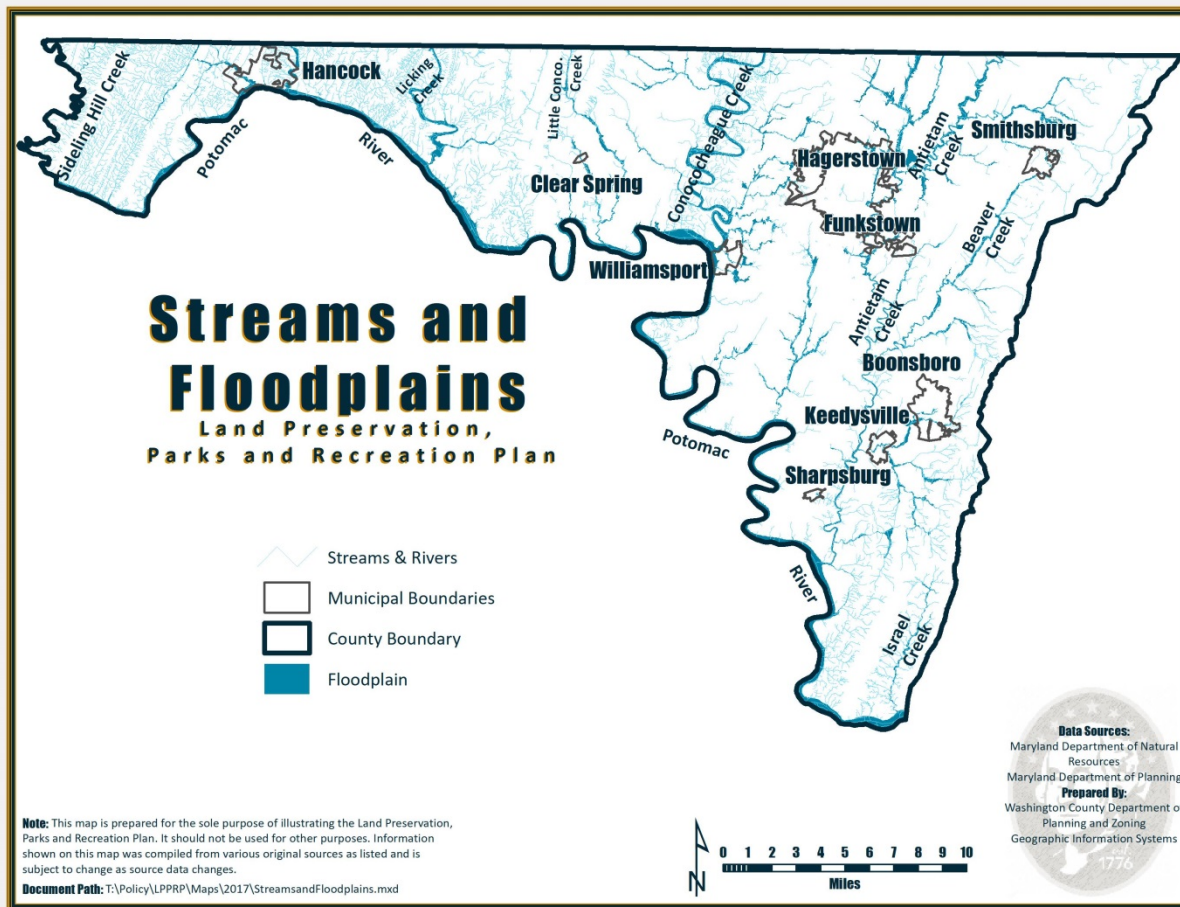 Hancock
Licking
Creek
Little Conco.
Creek
Conococheague Creek
Sideling Hill Creek
Potomac
River
Smithsburg
Hagerstown
Antietam
Creek
Clear Spring
Funkstown
Beaver
Creek
Williamsport
Antietam
Creek
Streams and
Floodplains
Land Preservation,
Parks and Recreation Plan
Boonsboro
Keedysville
Potomac
Sharpsburg
River
Israel
Creek
Streams & Rivers
Municipal Boundaries
County Boundary
Floodplain
Data Sources:
Maryland Department of Natural
Resources
Maryland Department of Planning
Prepared By:
Washington County Department of
Planning and Zoning
Geographic Information Systems
1776
Note: This map is prepared for the sole purpose of illustrating the Land Preservation,
Parks and Recreation Plan. It should not be used for other purposes. Information
shown on this map was compiled from various original sources as listed and is
subject to change as source data changes.
Document Path: T:\Policy\LPPRP\Maps\2017\StreamsandFloodplains.mxd
N
0 0 1 2 3 4 5 6 7 8 9 10
Miles